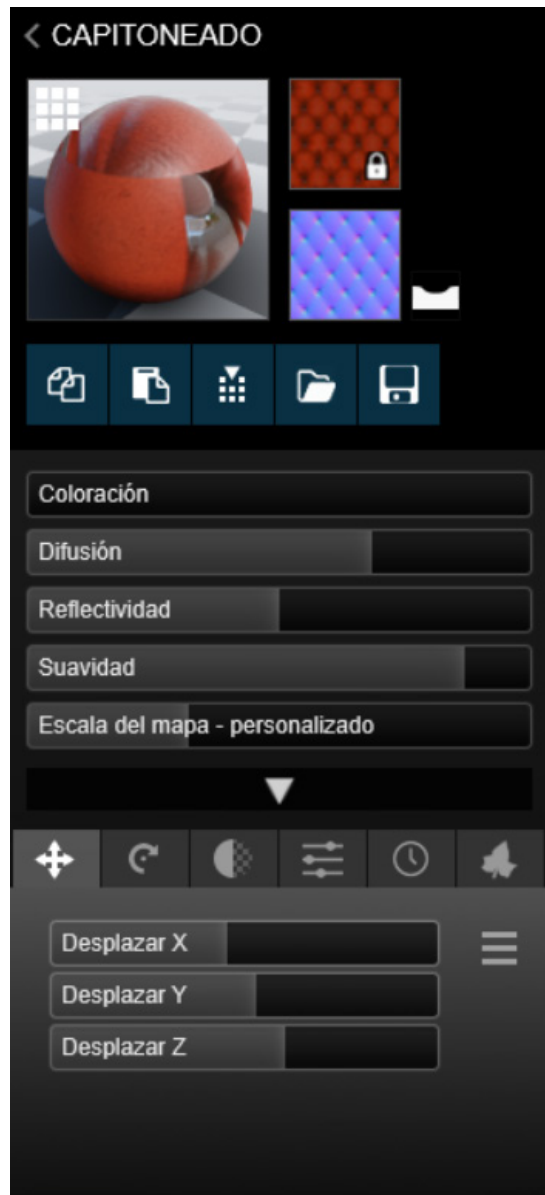 CAPITONEADO
Coloración
Difusión
Reflectividad
Suavidad
Escala del mapa - personalizado
Desplazar X
Desplazar Y
Desplazar Z